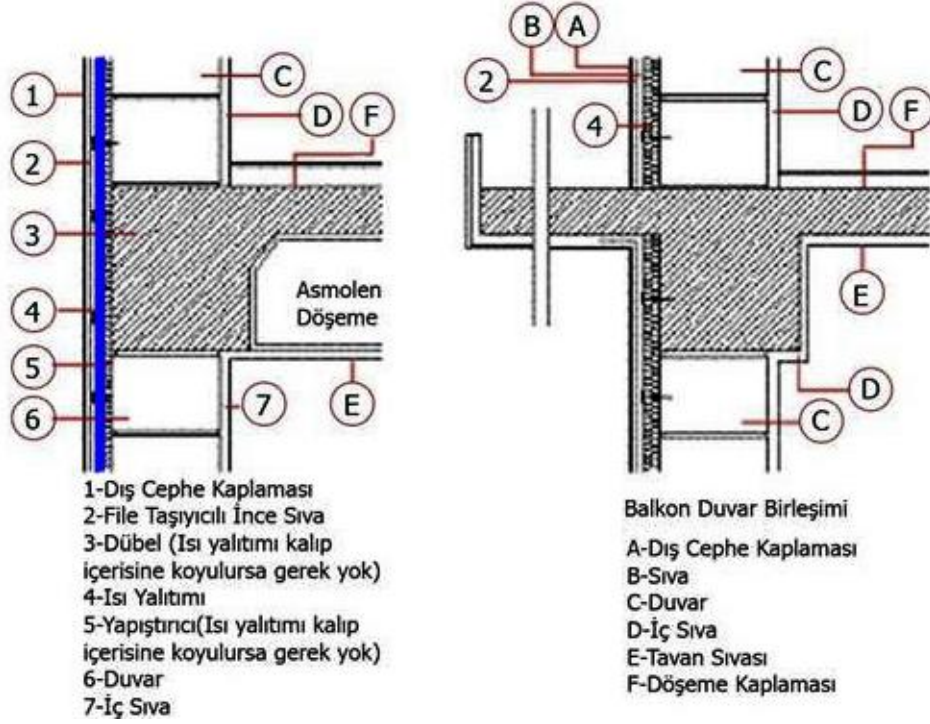 1
2
3
4
5
6
C
D
F
Asmolen
Döşeme
7
E
1-Dış Cephe Kaplaması
2-File Taşıyıcılı İnce Sıva
3-Dübel (Isı yalıtımı kalıp
içerisine koyulursa gerek yok)
4-Isı Yalıtımı
5-Yapıştırıcı(Isı yalıtımı kalıp
içerisine koyulursa gerek yok)
6-Duvar
7-İç Sıva
B
A
2
4
C
D
F
E
D
C
Balkon Duvar Birleşimi
A-Dış Cephe Kaplaması
B-Sıva
C-Duvar
D-İç Sıva
E-Tavan Sıvası
F-Döşeme Kaplaması